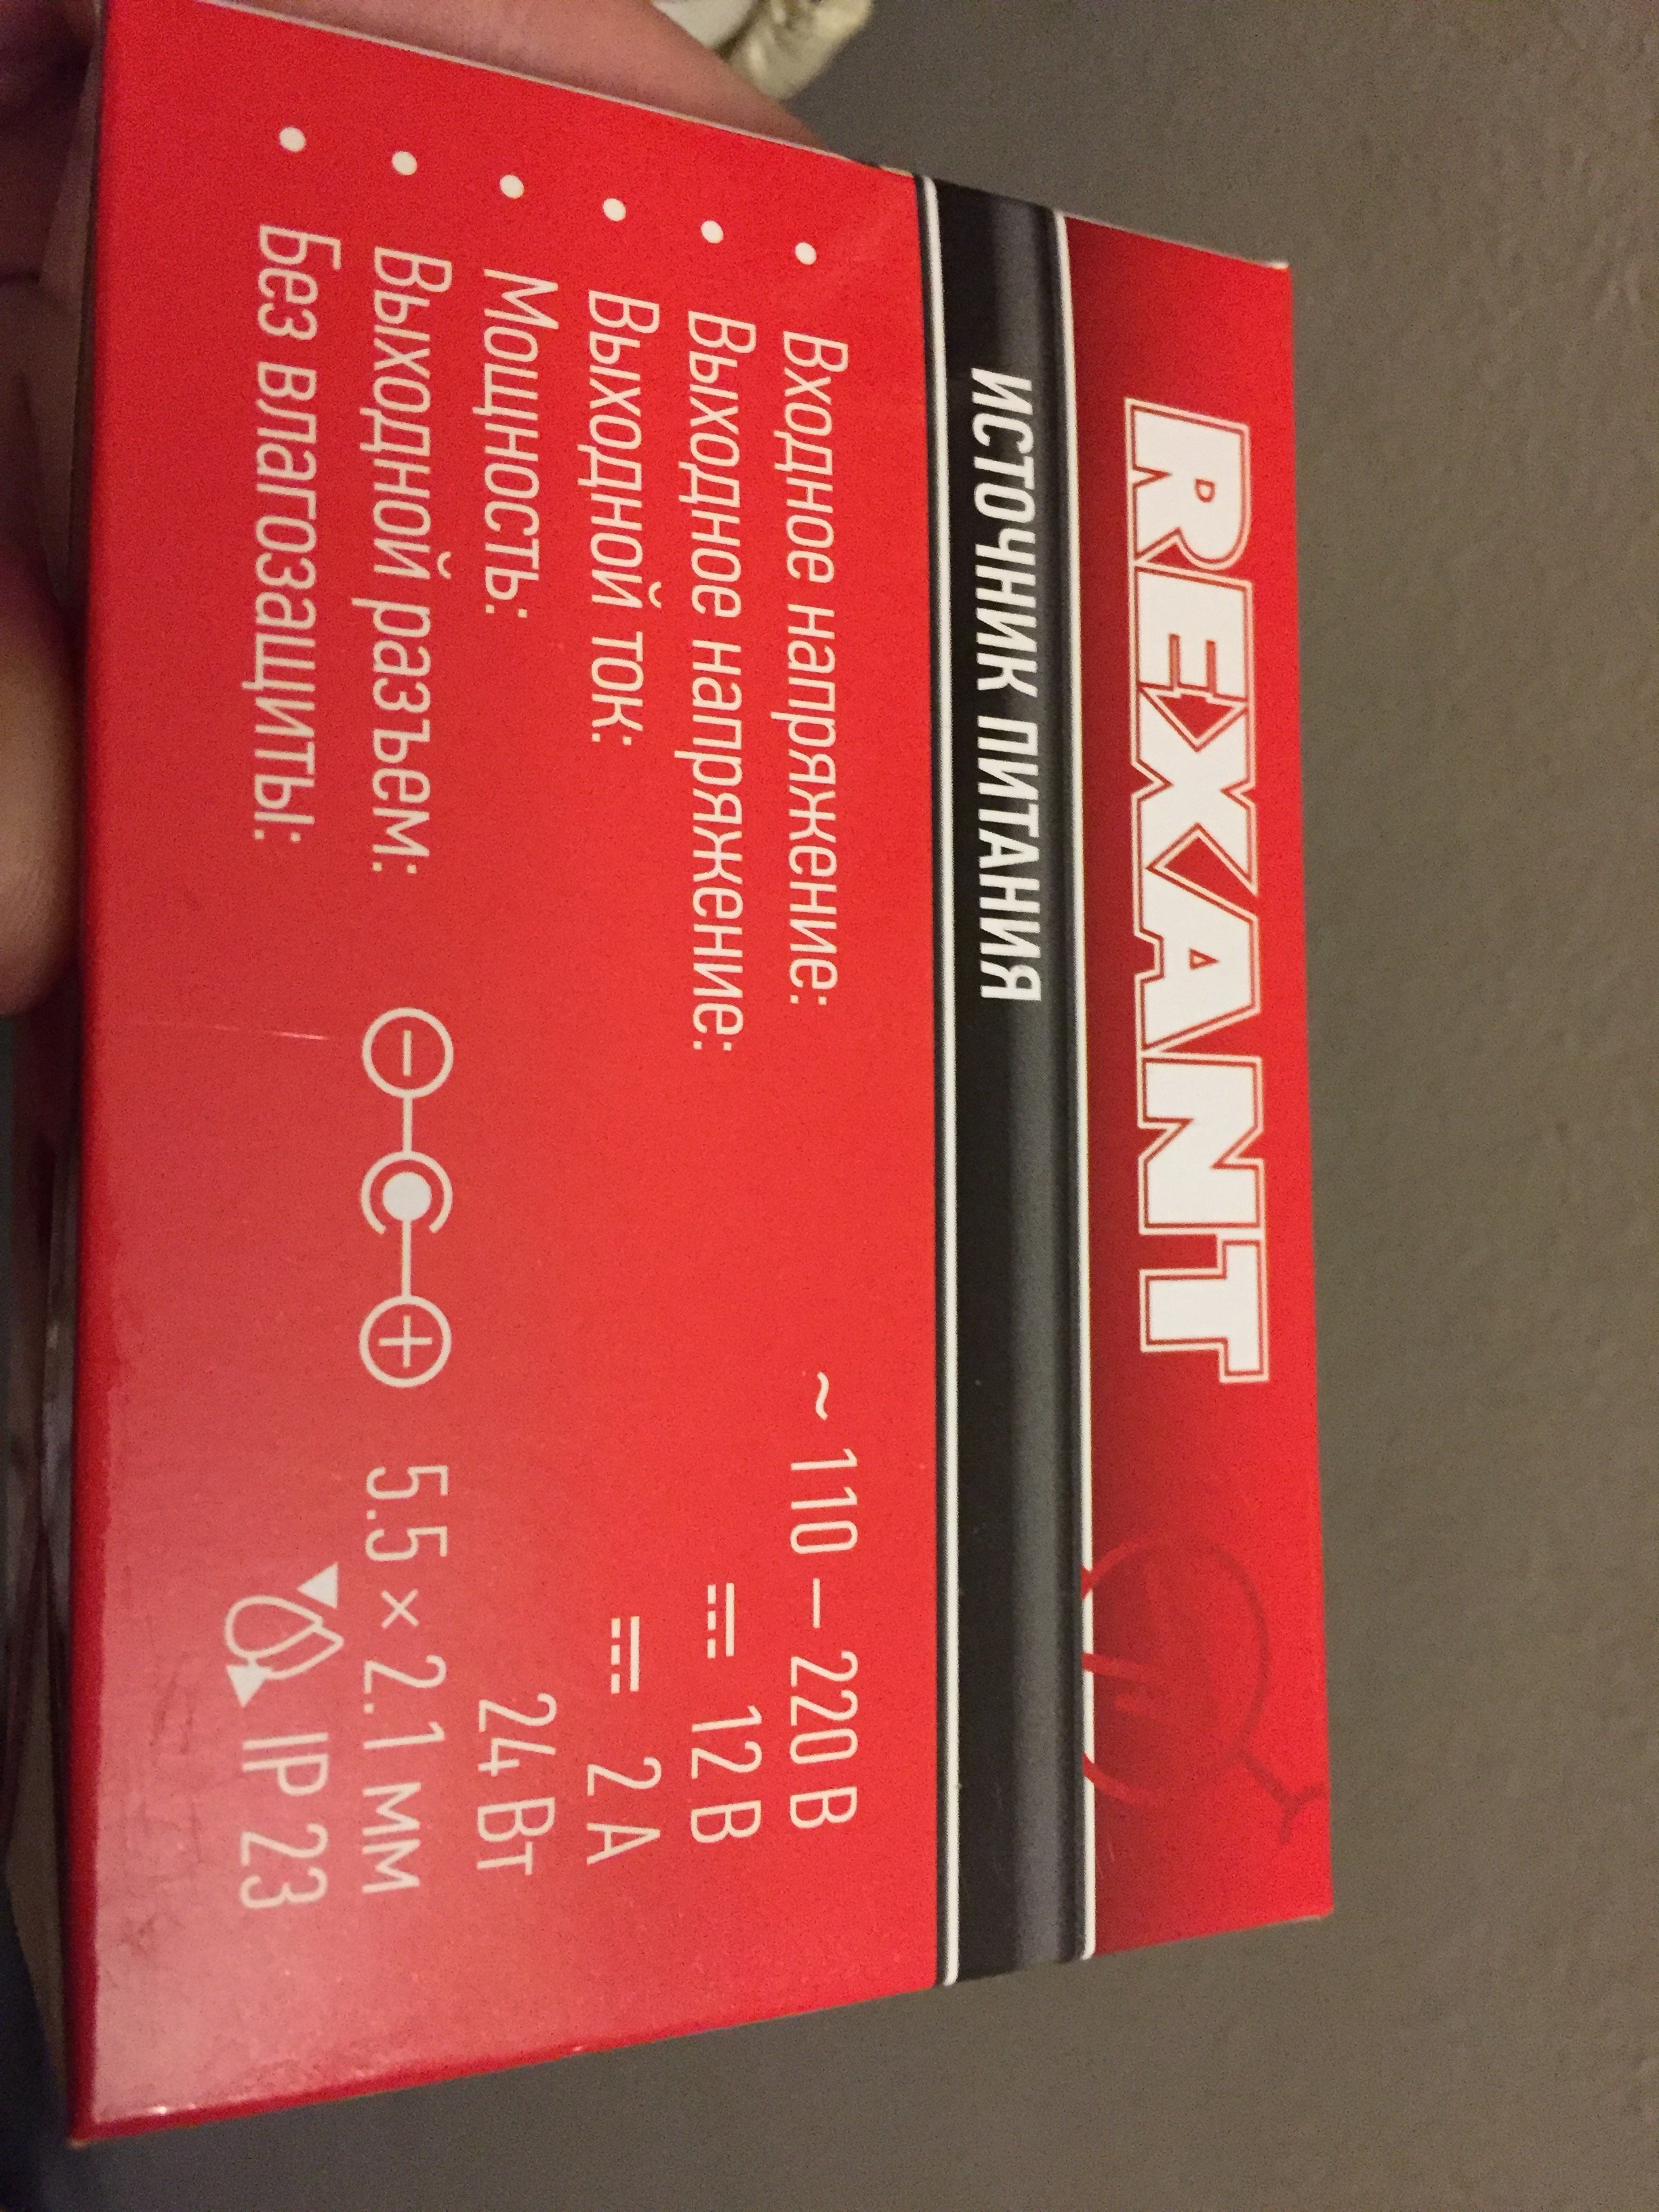 REXANT
ИСТОЧНИК ПИТАНИЯ
• Входное напряжение: ~ 110 – 220 В
• Выходное напряжение: ⎓ 12 В
• Выходной ток: ⎓ 2 А
• Мощность: 24 Вт
• Выходной разъем: 5.5 × 2.1 мм
• Без влагозащиты: IP 23